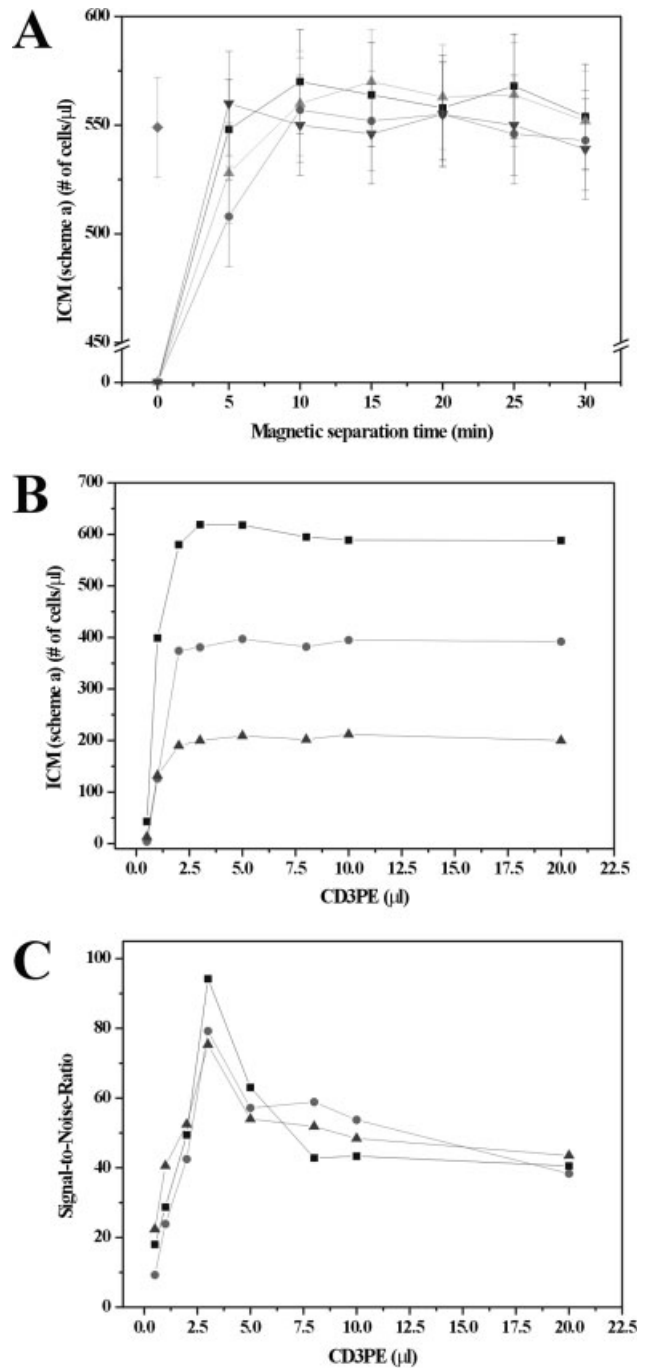 A
600
550
500
450
0
ICM (scheme a) (# of cells/μl)
0 5 10 15 20 25 30
Magnetic separation time (min)
B
700
600
500
400
300
200
100
0
ICM (scheme a) (# of cells/μl)
0.0 2.5 5.0 7.5 10.0 12.5 15.0 17.5 20.0 22.5
CD3PE (μl)
C
100
80
60
40
20
0
Signal-to-Noise-Ratio
0.0 2.5 5.0 7.5 10.0 12.5 15.0 17.5 20.0 22.5
CD3PE (μl)